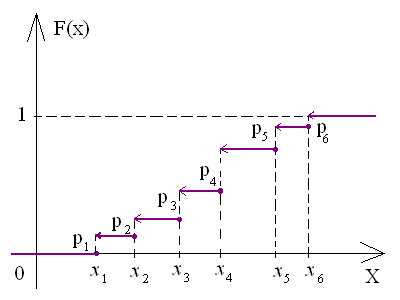 F(x)
1
p₆
p₅
p₄
p₃
p₂
p₁
0 x₁ x₂ x₃ x₄ x₅ x₆ X